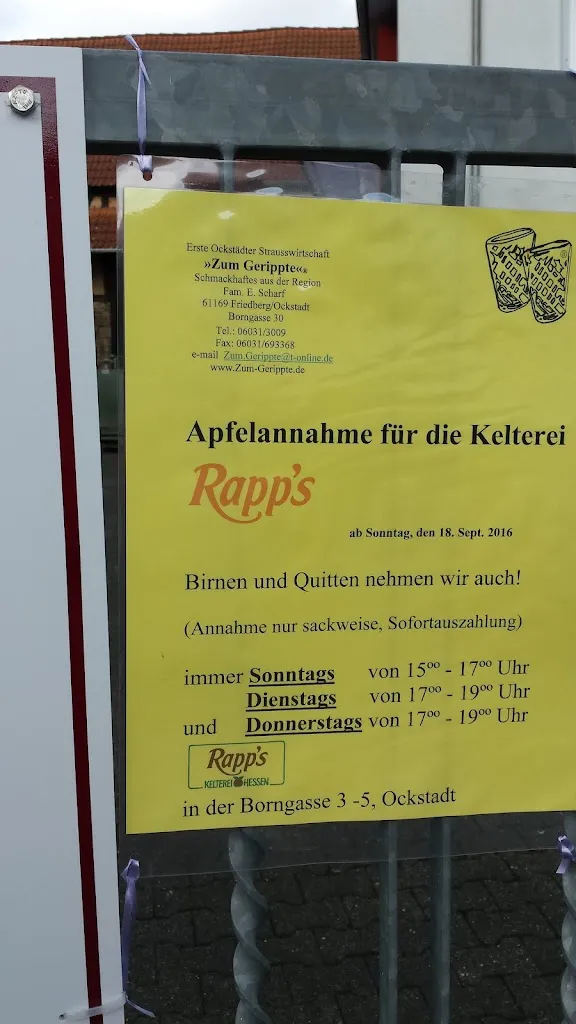 Erste Ockstädter Strausswirtschaft
»Zum Gerippte«®
Schmackhaftes aus der Region
Fam. E. Scharf
61169 Friedberg/Ockstadt
Borngasse 30
Tel.: 06031/3009
Fax: 06031/693368
e-mail Zum.Gerippte@t-online.de
www.Zum-Gerippte.de
Apfelannahme für die Kelterei
Rapp's
ab Sonntag, den 18. Sept. 2016
Birnen und Quitten nehmen wir auch!
(Annahme nur sackweise, Sofortauszahlung)
immer Sonntags von 15⁰⁰ - 17⁰⁰ Uhr
Dienstags von 17⁰⁰ - 19⁰⁰ Uhr
und Donnerstags von 17⁰⁰ - 19⁰⁰ Uhr
Rapp's
KELTEREI HESSEN
in der Borngasse 3 -5, Ockstadt